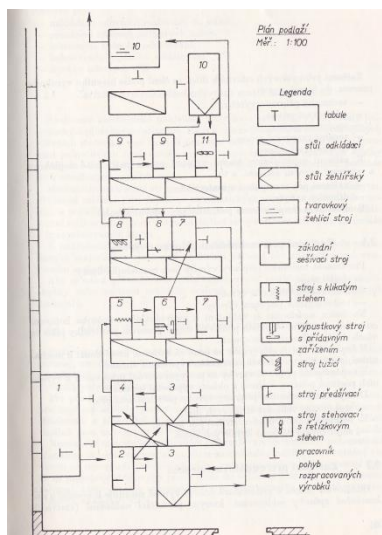 Plán podlaží
Měř.: 1:100
Legenda
tabule
stůl odkládací
stůl žehlířský
tvarovkový
žehlicí stroj
základní
sešívací stroj
stroj s klikatým
stehem
výpustkový stroj
s přídavným
zařízením
stroj tužicí
stroj předšívací
stroj stehovací
s řetízkovým
stehem
pracovník
pohyb
rozpracovaných
výrobků
10
10
9
9
11
8
8
7
5
6
7
4
3
1
2
3